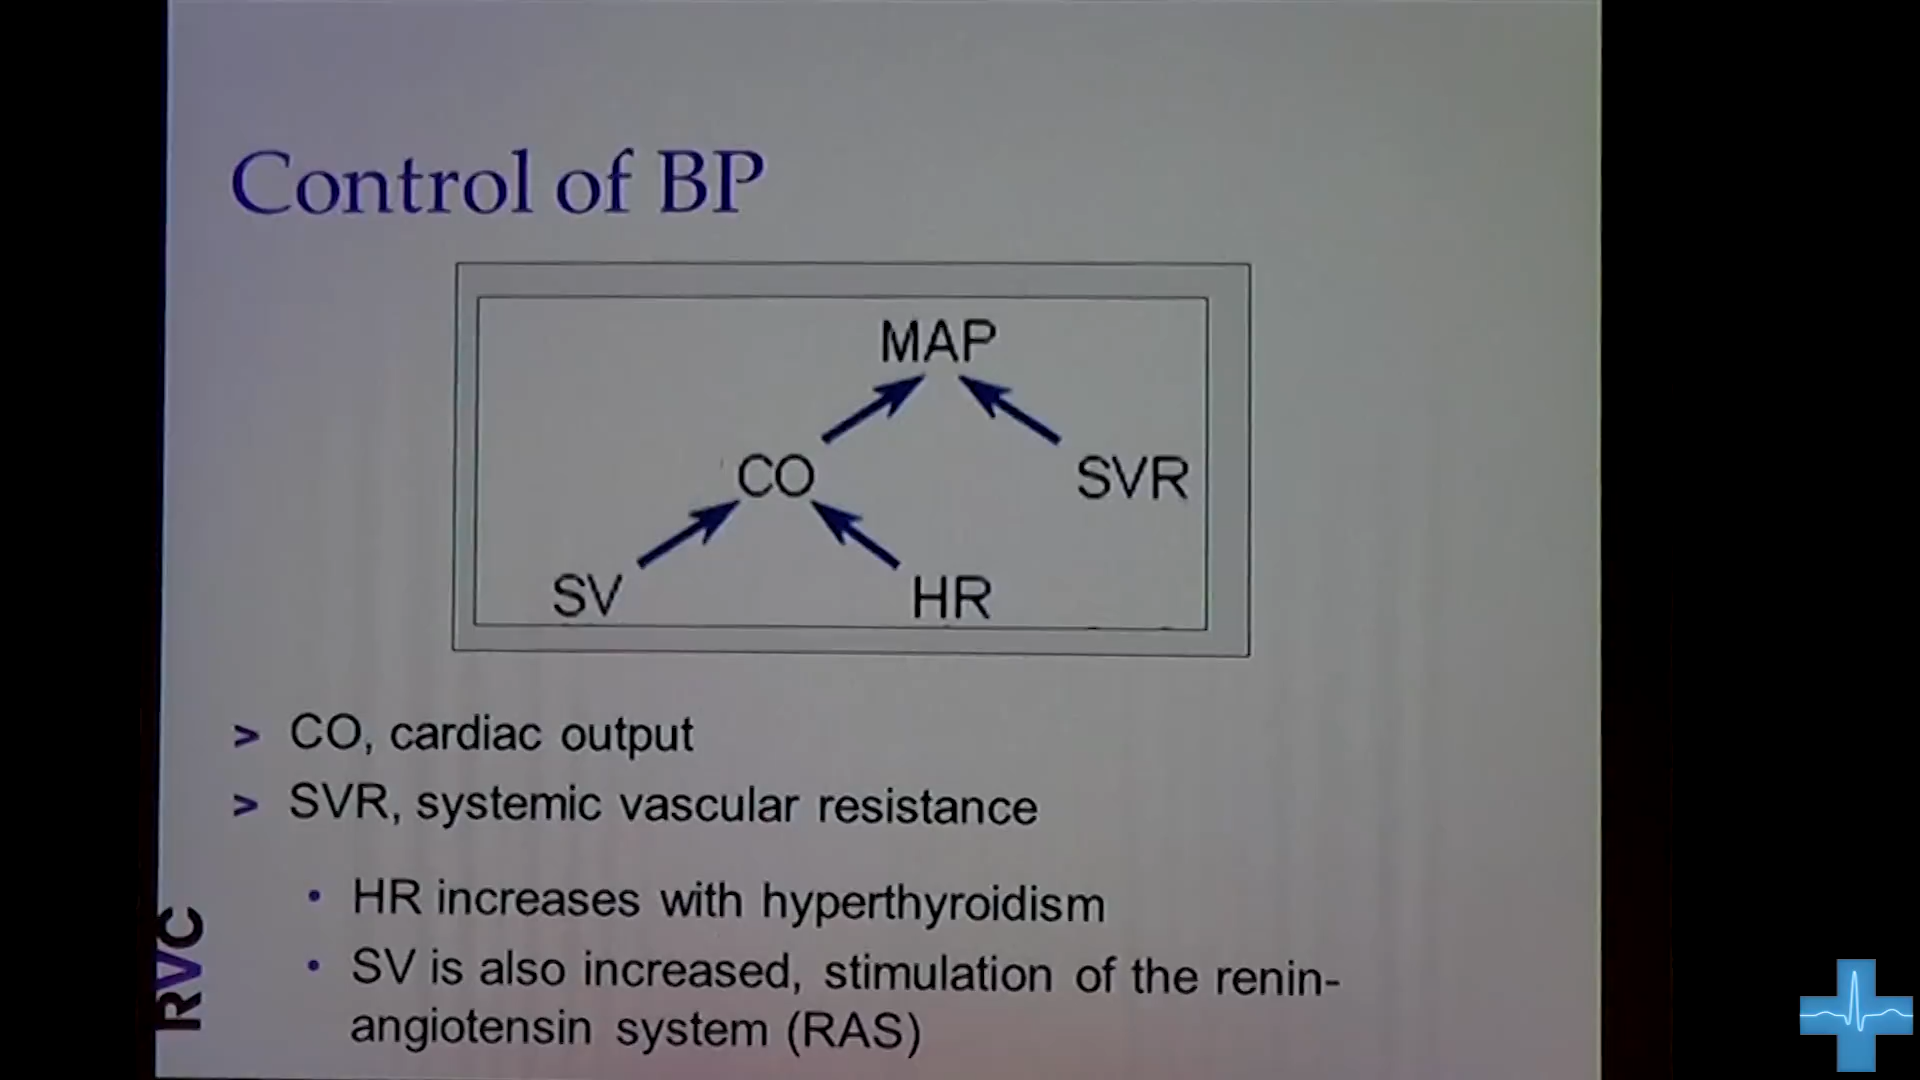 Control of BP
MAP
CO
SVR
SV
HR
> CO, cardiac output
> SVR, systemic vascular resistance
• HR increases with hyperthyroidism
• SV is also increased, stimulation of the renin-
angiotensin system (RAS)
RVC